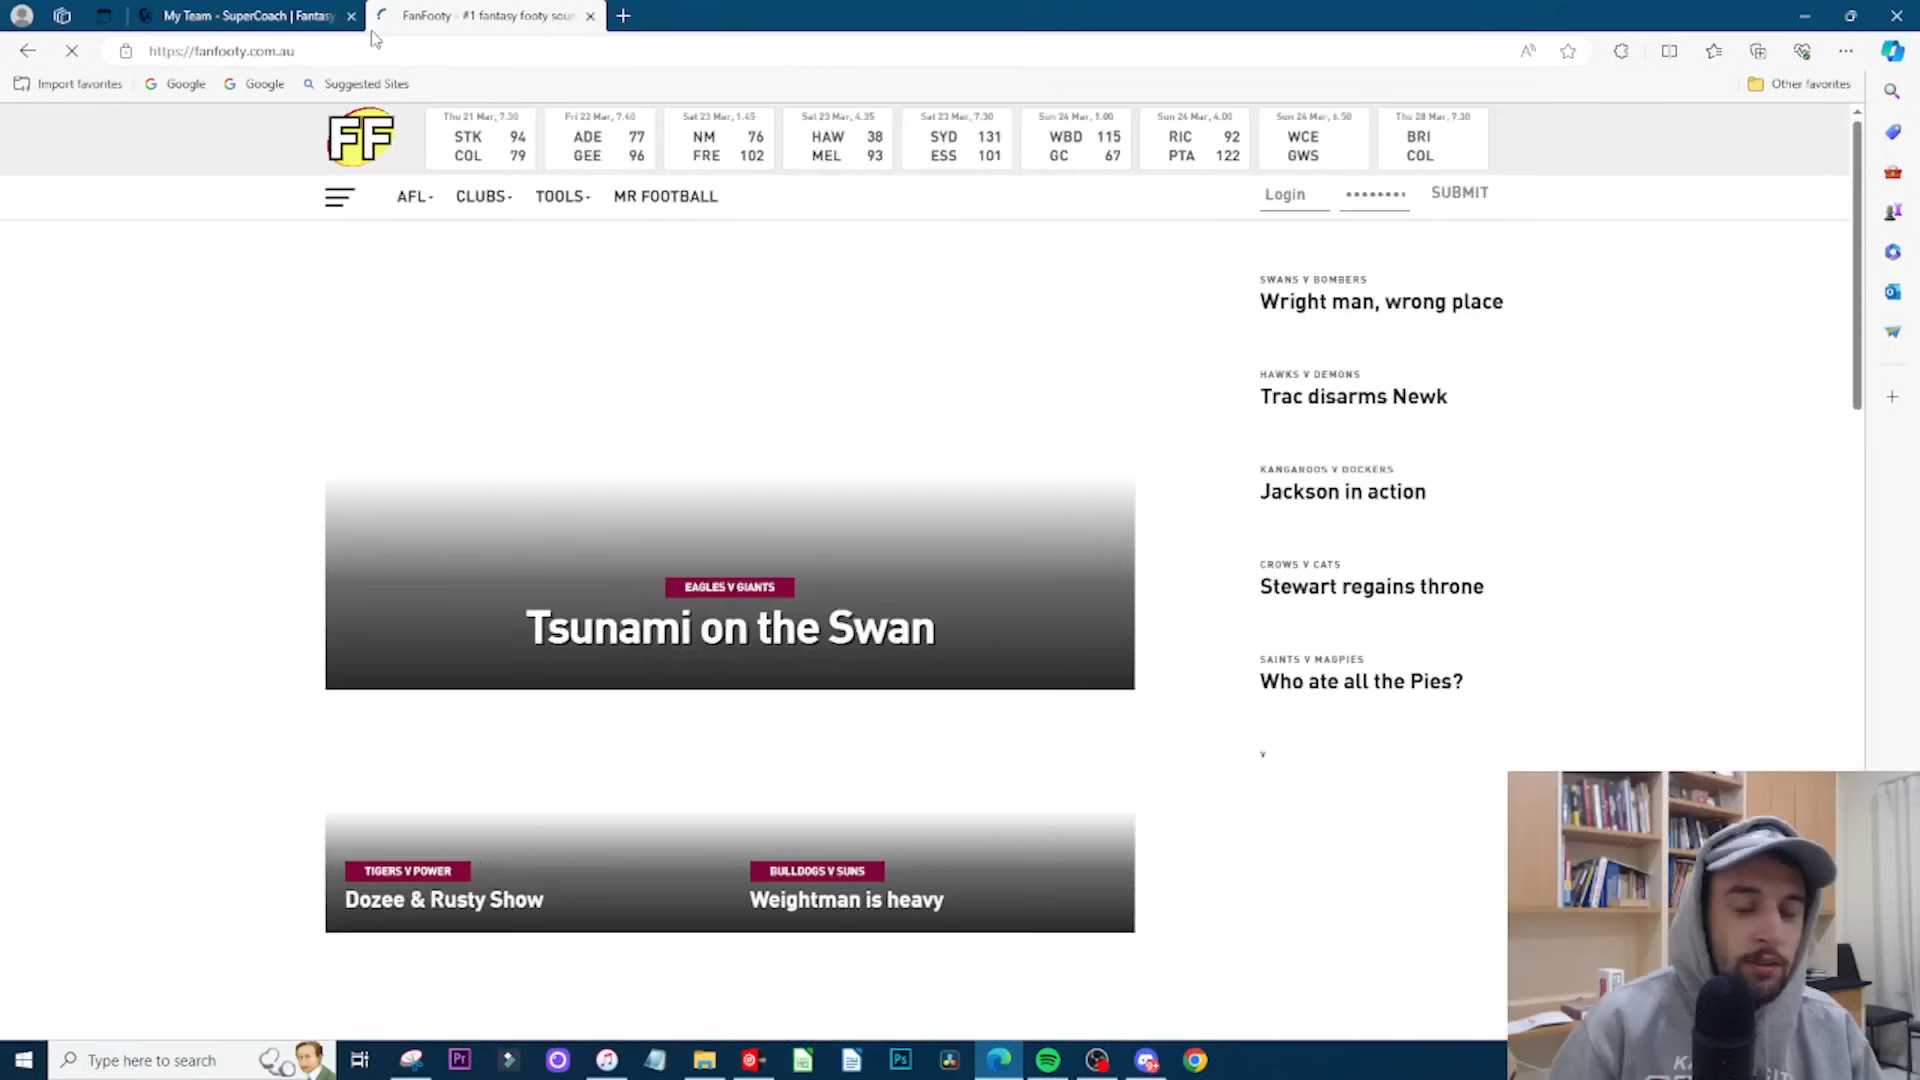 My Team - SuperCoach | Fantasy
FanFooty - #1 fantasy footy sour
https://fanfooty.com.au
Import favorites
Google
Google
Suggested Sites
Other favorites
FF
Thu 21 Mar, 7.30
STK 94
COL 79
Fri 22 Mar, 7.40
ADE 77
GEE 96
Sat 23 Mar, 1.45
NM 76
FRE 102
Sat 23 Mar, 4.35
HAW 38
MEL 93
Sat 23 Mar, 7.30
SYD 131
ESS 101
Sun 24 Mar, 1.00
WBD 115
GC 67
Sun 24 Mar, 4.00
RIC 92
PTA 122
Sun 24 Mar, 6.50
WCE
GWS
Thu 28 Mar, 7.30
BRI
COL
AFL
CLUBS
TOOLS
MR FOOTBALL
Login
SUBMIT
SWANS V BOMBERS
Wright man, wrong place
HAWKS V DEMONS
Trac disarms Newk
KANGAROOS V DOCKERS
Jackson in action
CROWS V CATS
Stewart regains throne
SAINTS V MAGPIES
Who ate all the Pies?
V
EAGLES V GIANTS
Tsunami on the Swan
TIGERS V POWER
Dozee & Rusty Show
BULLDOGS V SUNS
Weightman is heavy
Type here to search
Pr
Ps